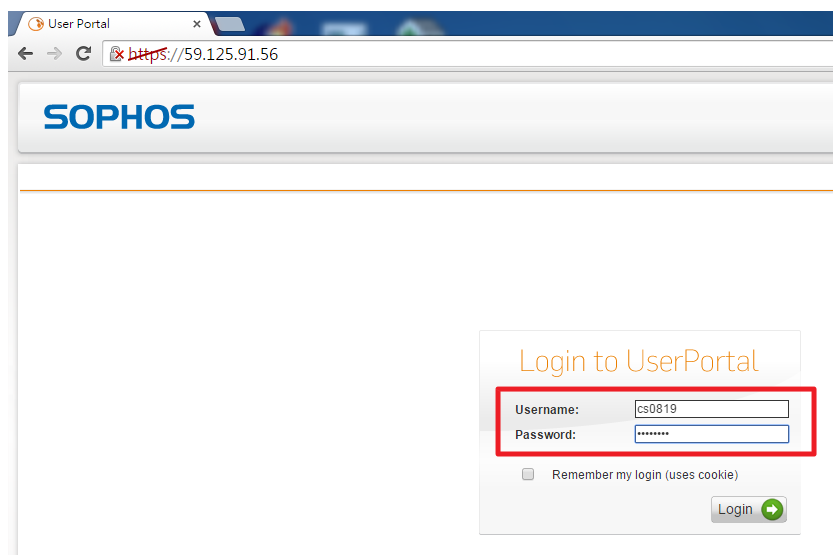 User Portal
https://59.125.91.56
SOPHOS
Login to UserPortal
Username: cs0819
Password: ••••••••
Remember my login (uses cookie)
Login